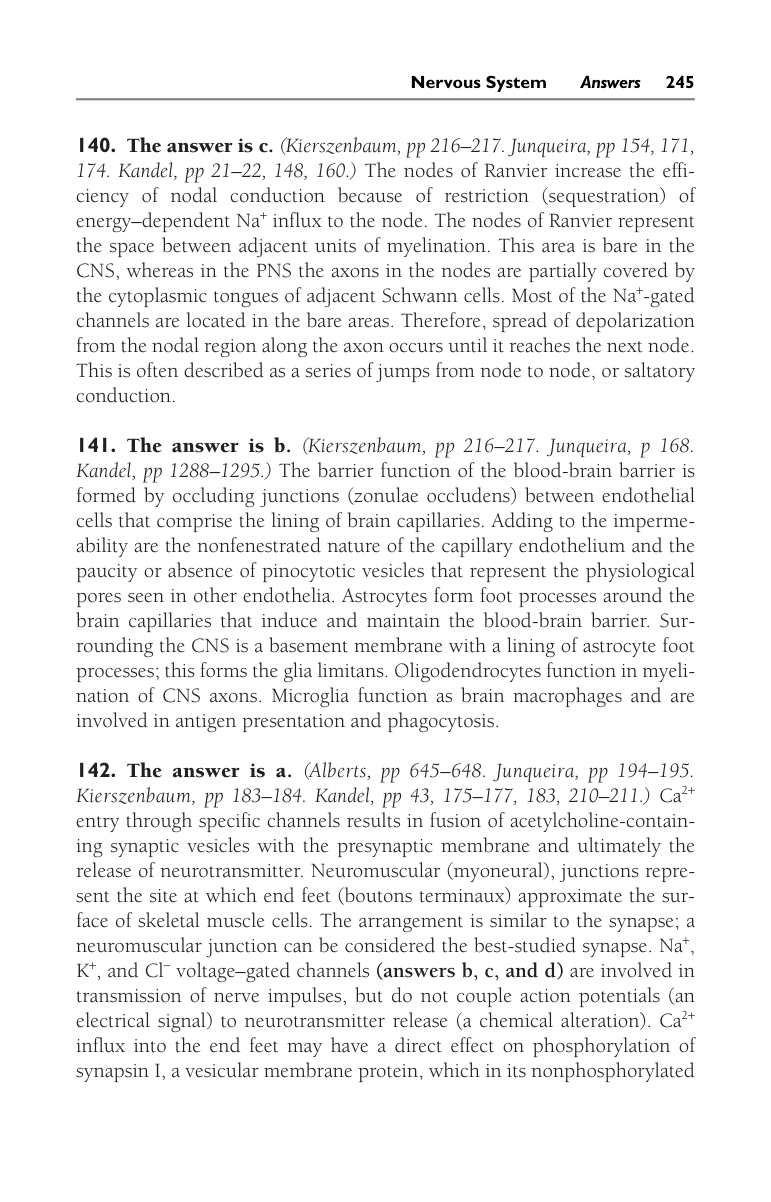 Nervous System Answers 245
140. The answer is c. (Kierszenbaum, pp 216–217. Junqueira, pp 154, 171,
174. Kandel, pp 21–22, 148, 160.) The nodes of Ranvier increase the effi-
ciency of nodal conduction because of restriction (sequestration) of
energy–dependent Na⁺ influx to the node. The nodes of Ranvier represent
the space between adjacent units of myelination. This area is bare in the
CNS, whereas in the PNS the axons in the nodes are partially covered by
the cytoplasmic tongues of adjacent Schwann cells. Most of the Na⁺-gated
channels are located in the bare areas. Therefore, spread of depolarization
from the nodal region along the axon occurs until it reaches the next node.
This is often described as a series of jumps from node to node, or saltatory
conduction.
141. The answer is b. (Kierszenbaum, pp 216–217. Junqueira, p 168.
Kandel, pp 1288–1295.) The barrier function of the blood-brain barrier is
formed by occluding junctions (zonulae occludens) between endothelial
cells that comprise the lining of brain capillaries. Adding to the imperme-
ability are the nonfenestrated nature of the capillary endothelium and the
paucity or absence of pinocytotic vesicles that represent the physiological
pores seen in other endothelia. Astrocytes form foot processes around the
brain capillaries that induce and maintain the blood-brain barrier. Sur-
rounding the CNS is a basement membrane with a lining of astrocyte foot
processes; this forms the glia limitans. Oligodendrocytes function in myeli-
nation of CNS axons. Microglia function as brain macrophages and are
involved in antigen presentation and phagocytosis.
142. The answer is a. (Alberts, pp 645–648. Junqueira, pp 194–195.
Kierszenbaum, pp 183–184. Kandel, pp 43, 175–177, 183, 210–211.) Ca²⁺
entry through specific channels results in fusion of acetylcholine-contain-
ing synaptic vesicles with the presynaptic membrane and ultimately the
release of neurotransmitter. Neuromuscular (myoneural), junctions repre-
sent the site at which end feet (boutons terminaux) approximate the sur-
face of skeletal muscle cells. The arrangement is similar to the synapse; a
neuromuscular junction can be considered the best-studied synapse. Na⁺,
K⁺, and Cl⁻ voltage–gated channels (answers b, c, and d) are involved in
transmission of nerve impulses, but do not couple action potentials (an
electrical signal) to neurotransmitter release (a chemical alteration). Ca²⁺
influx into the end feet may have a direct effect on phosphorylation of
synapsin I, a vesicular membrane protein, which in its nonphosphorylated